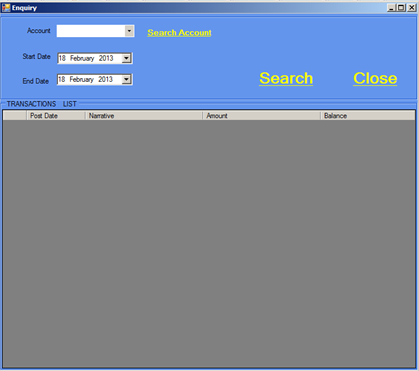 Enquiry
Account
Search Account
Start Date 18 February 2013
End Date 18 February 2013
Search Close
TRANSACTIONS LIST
Post Date Narrative Amount Balance